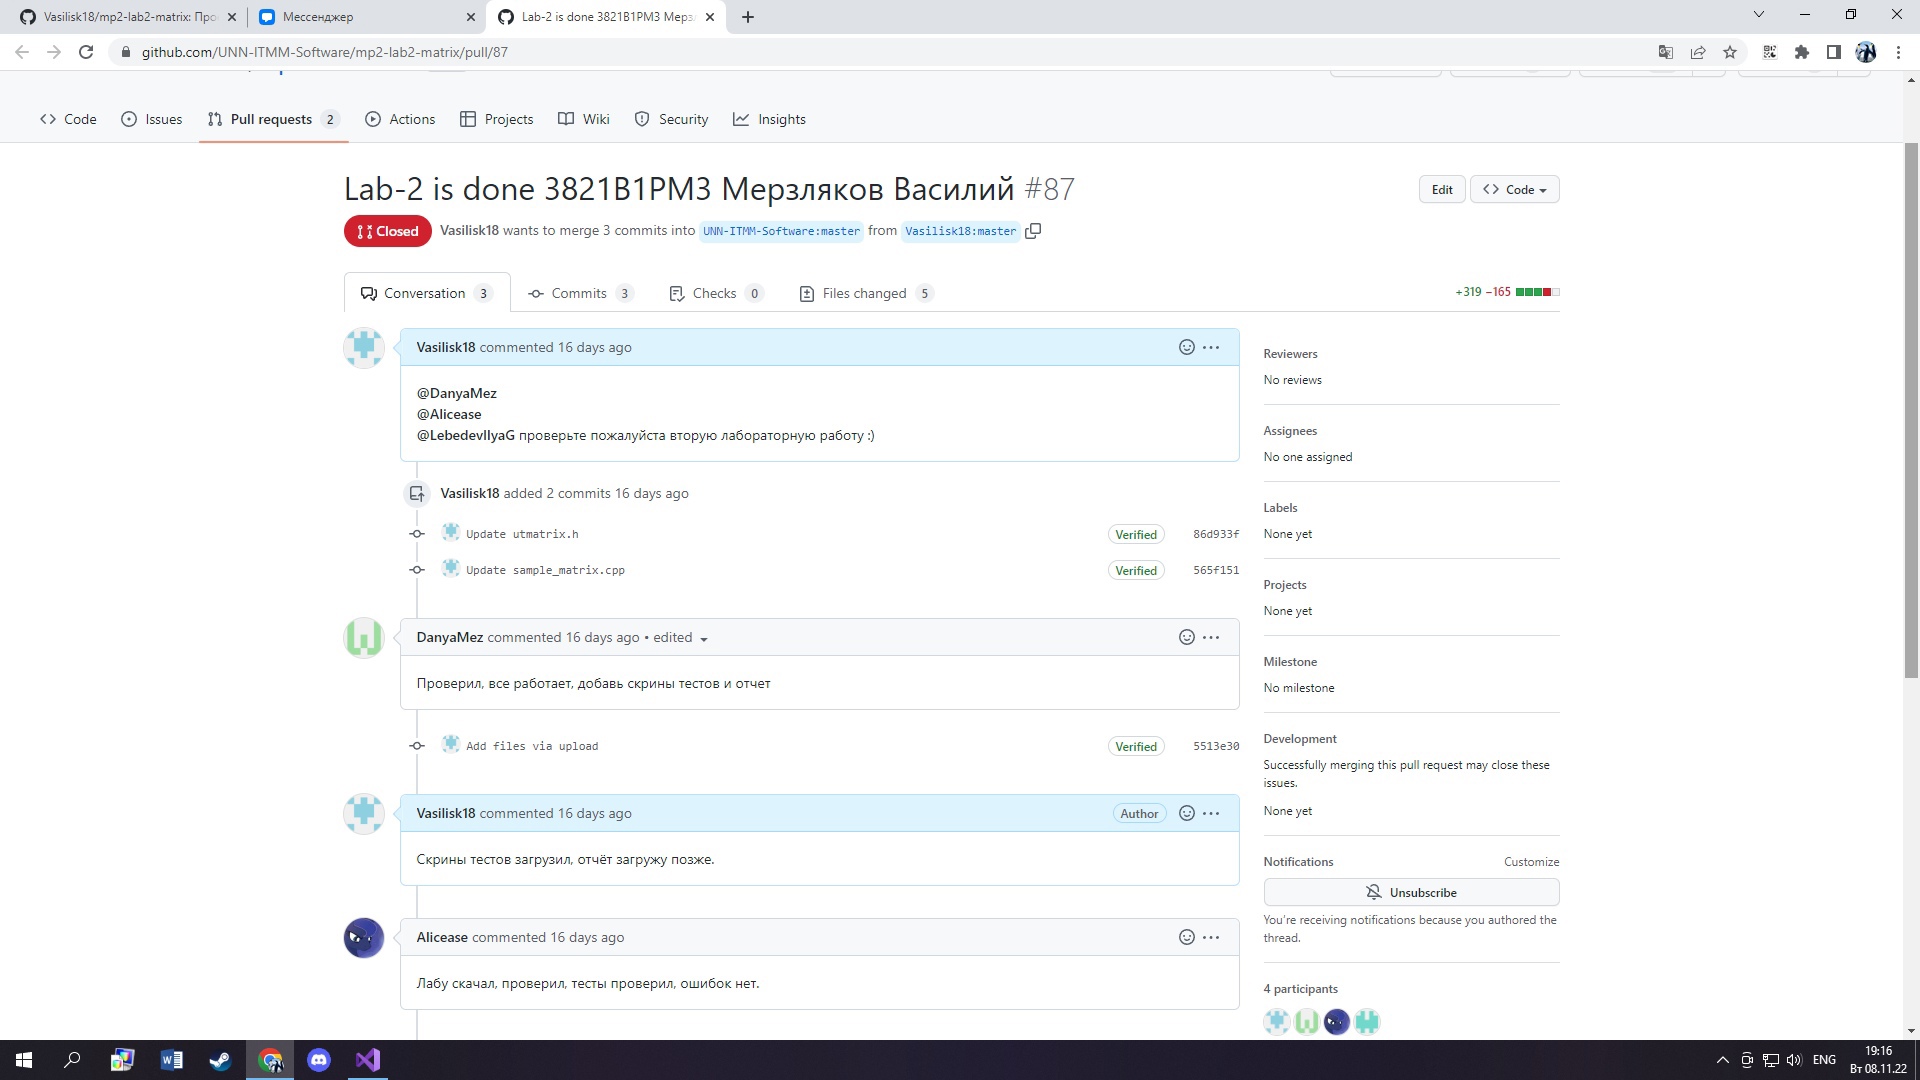 Vasilisk18/mp2-lab2-matrix: Про
Мессенджер
Lab-2 is done 3821B1PM3 Мерз
github.com/UNN-ITMM-Software/mp2-lab2-matrix/pull/87
Code
Issues
Pull requests 2
Actions
Projects
Wiki
Security
Insights
Lab-2 is done 3821B1PM3 Мерзляков Василий #87
Edit
<> Code
Closed
Vasilisk18 wants to merge 3 commits into UNN-ITMM-Software:master from Vasilisk18:master
Conversation 3
Commits 3
Checks 0
Files changed 5
+319 −165
Vasilisk18 commented 16 days ago
@DanyaMez
@Alicease
@LebedevIlyaG проверьте пожалуйста вторую лабораторную работу :)
Vasilisk18 added 2 commits 16 days ago
Update utmatrix.h
Verified
86d933f
Update sample_matrix.cpp
Verified
565f151
DanyaMez commented 16 days ago • edited
Проверил, все работает, добавь скрины тестов и отчет
Add files via upload
Verified
5513e30
Vasilisk18 commented 16 days ago
Author
Скрины тестов загрузил, отчёт загружу позже.
Alicease commented 16 days ago
Лабу скачал, проверил, тесты проверил, ошибок нет.
Reviewers
No reviews
Assignees
No one assigned
Labels
None yet
Projects
None yet
Milestone
No milestone
Development
Successfully merging this pull request may close these
issues.
None yet
Notifications
Customize
Unsubscribe
You're receiving notifications because you authored the
thread.
4 participants
ENG
19:16
Вт 08.11.22